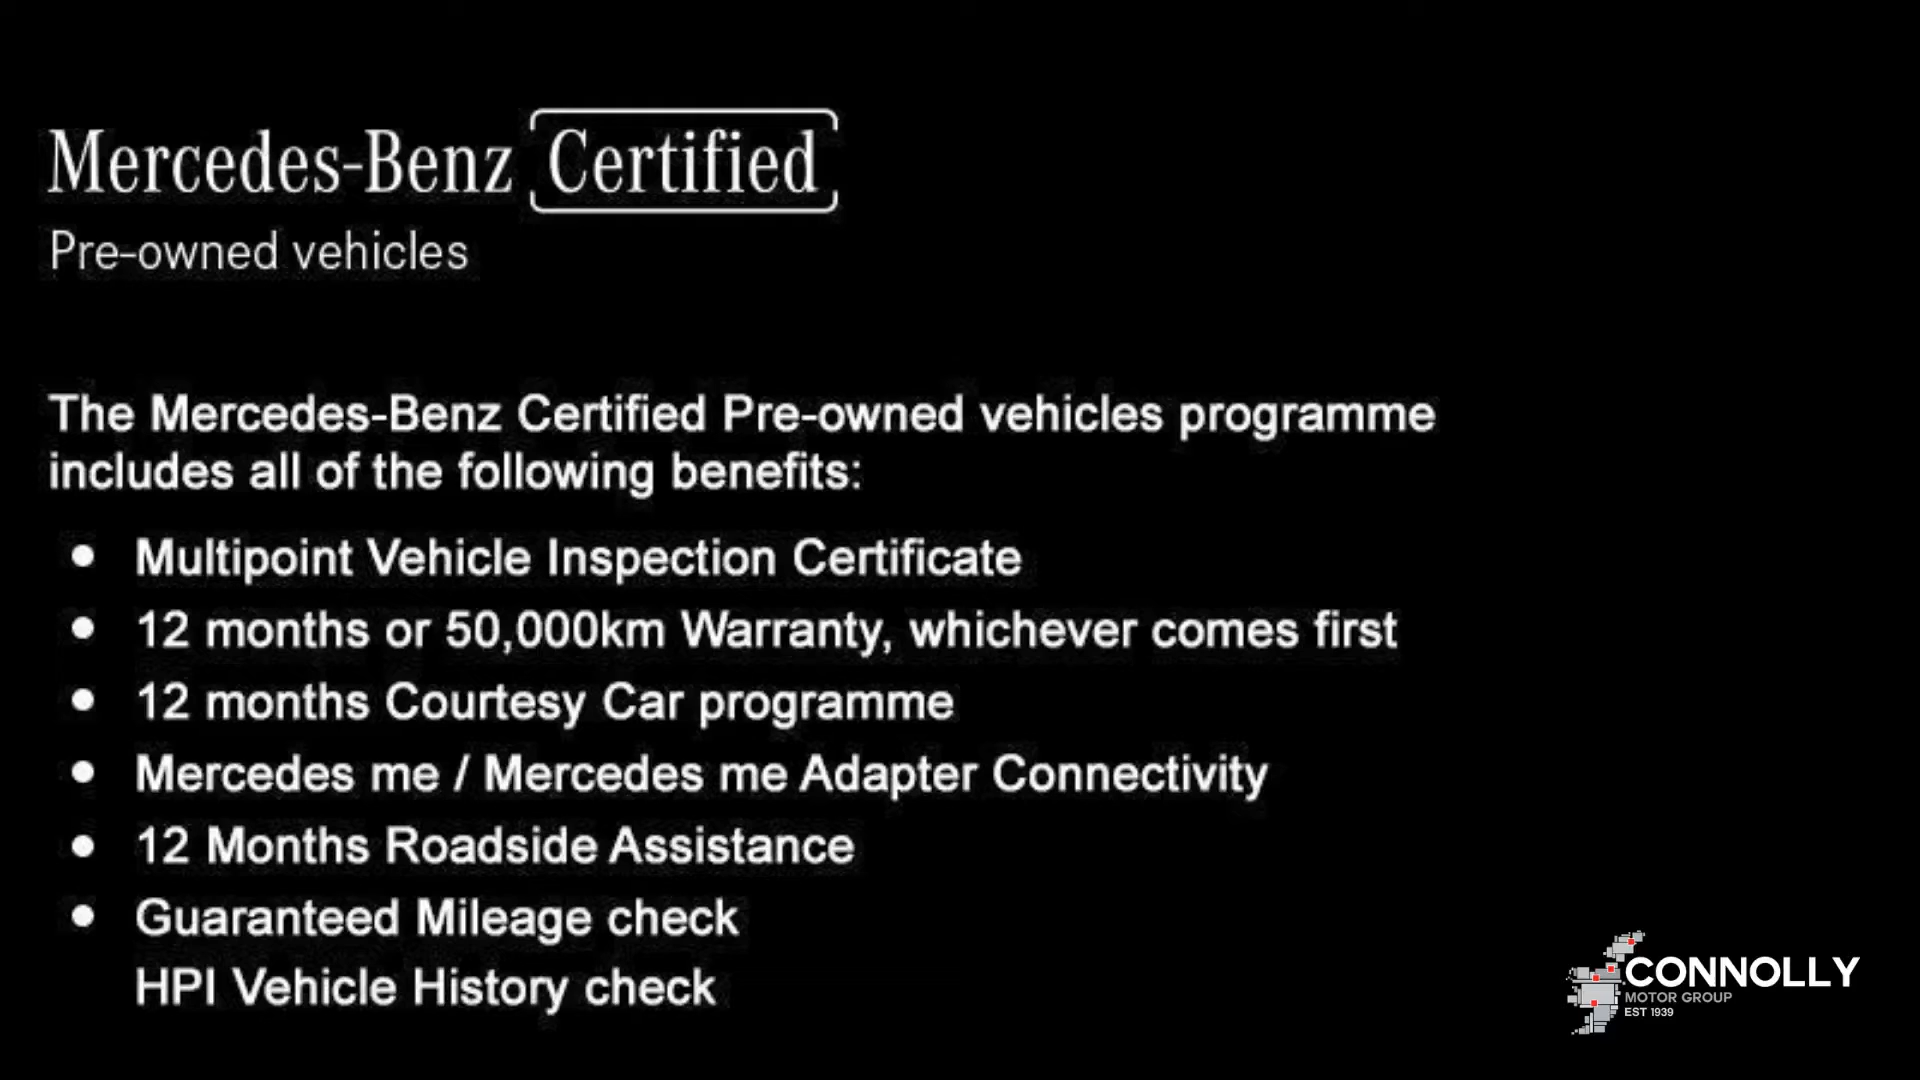 Mercedes-Benz Certified
Pre-owned vehicles
The Mercedes-Benz Certified Pre-owned vehicles programme
includes all of the following benefits:
• Multipoint Vehicle Inspection Certificate
• 12 months or 50,000km Warranty, whichever comes first
• 12 months Courtesy Car programme
• Mercedes me / Mercedes me Adapter Connectivity
• 12 Months Roadside Assistance
• Guaranteed Mileage check
HPI Vehicle History check
CONNOLLY
MOTOR GROUP
EST 1939